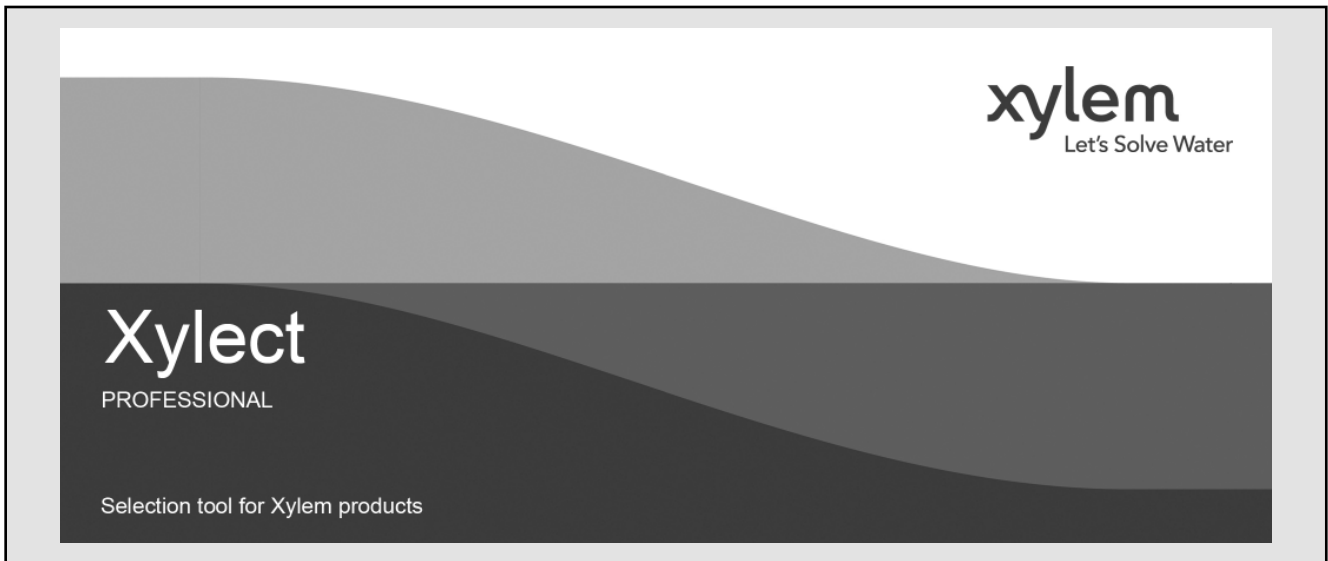 xylem
Let's Solve Water
Xylect
PROFESSIONAL
Selection tool for Xylem products